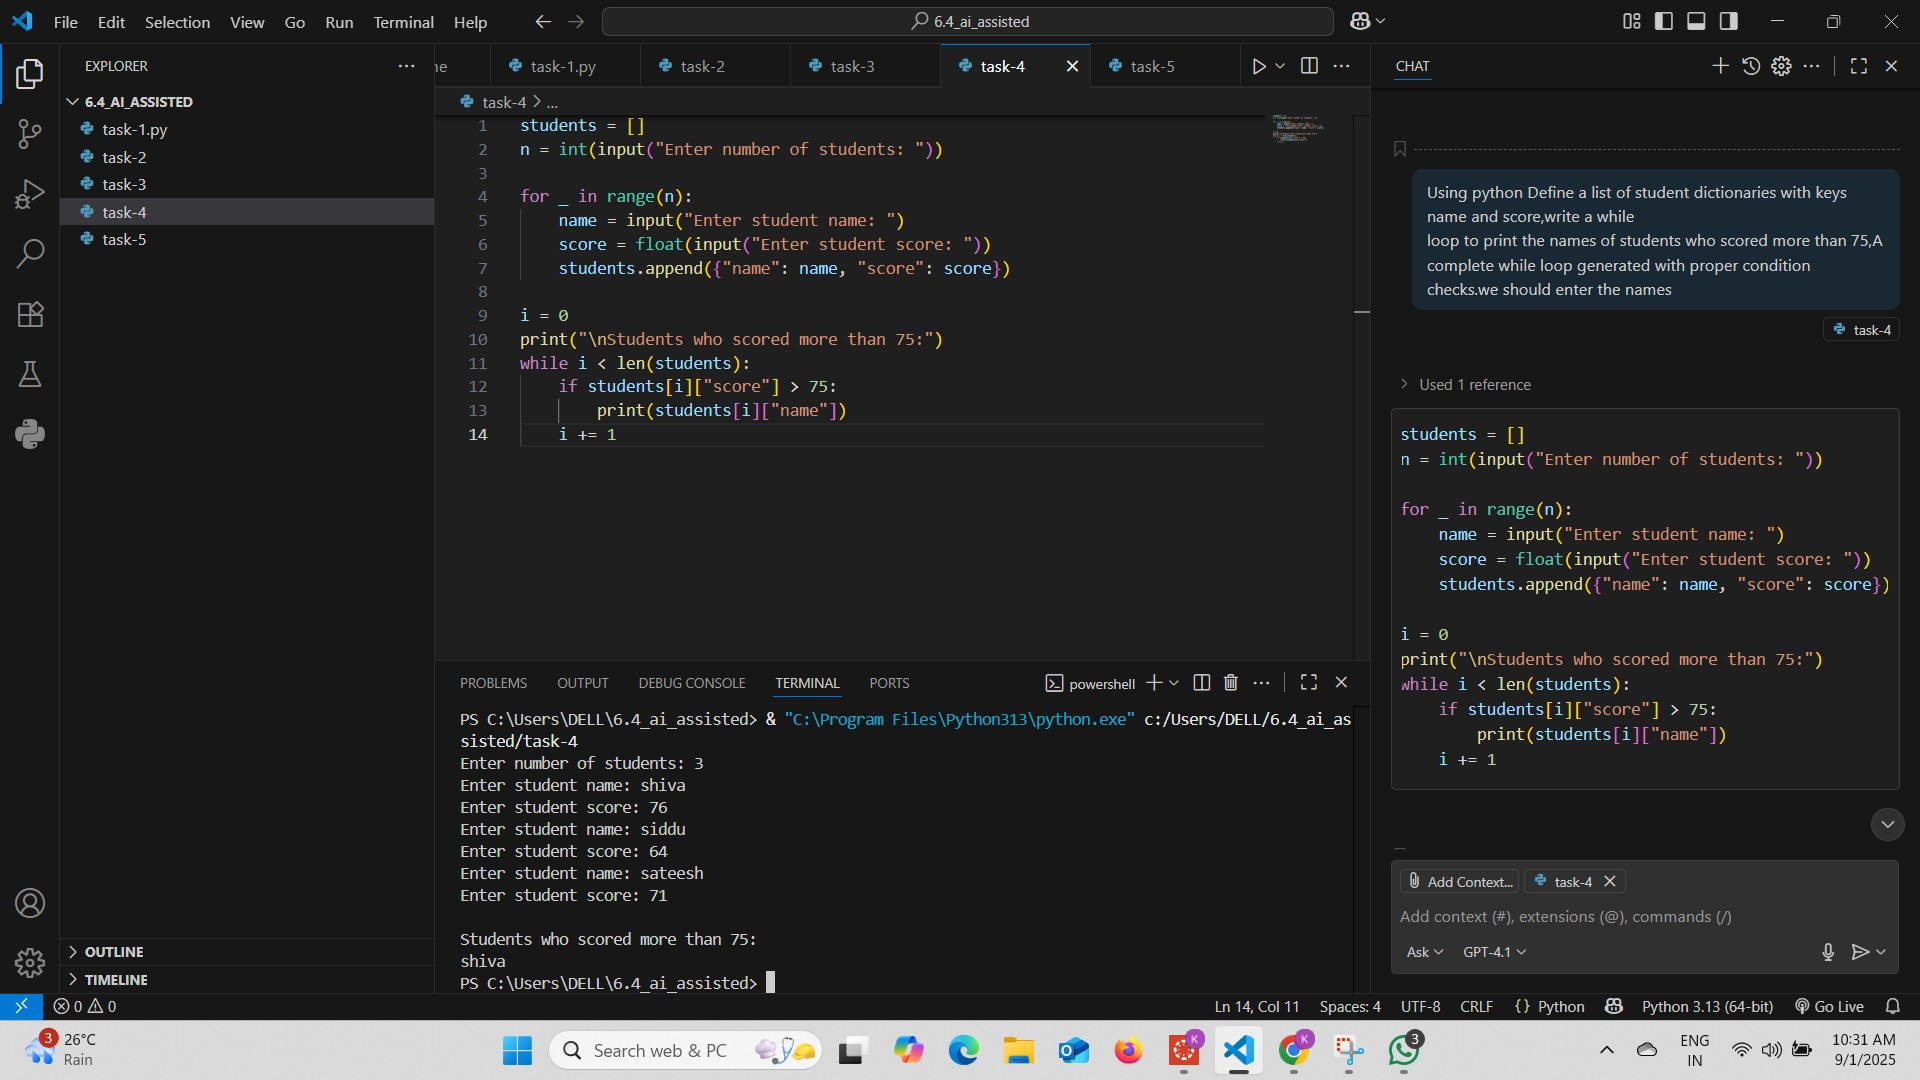 File Edit Selection View Go Run Terminal Help
6.4_ai_assisted
EXPLORER
6.4_AI_ASSISTED
task-1.py
task-2
task-3
task-4
task-5
OUTLINE
TIMELINE
ne task-1.py task-2 task-3 task-4 task-5
task-4 > ...
1 students = []
2 n = int(input("Enter number of students: "))
3
4 for _ in range(n):
5     name = input("Enter student name: ")
6     score = float(input("Enter student score: "))
7     students.append({"name": name, "score": score})
8
9 i = 0
10 print("\nStudents who scored more than 75:")
11 while i < len(students):
12     if students[i]["score"] > 75:
13         print(students[i]["name"])
14     i += 1
PROBLEMS OUTPUT DEBUG CONSOLE TERMINAL PORTS
powershell
PS C:\Users\DELL\6.4_ai_assisted> & "C:\Program Files\Python313\python.exe" c:/Users/DELL/6.4_ai_as
sisted/task-4
Enter number of students: 3
Enter student name: shiva
Enter student score: 76
Enter student name: siddu
Enter student score: 64
Enter student name: sateesh
Enter student score: 71
Students who scored more than 75:
shiva
PS C:\Users\DELL\6.4_ai_assisted>
CHAT
Using python Define a list of student dictionaries with keys
name and score,write a while
loop to print the names of students who scored more than 75,A
complete while loop generated with proper condition
checks.we should enter the names
task-4
Used 1 reference
students = []
n = int(input("Enter number of students: "))
for _ in range(n):
    name = input("Enter student name: ")
    score = float(input("Enter student score: "))
    students.append({"name": name, "score": score})
i = 0
print("\nStudents who scored more than 75:")
while i < len(students):
    if students[i]["score"] > 75:
        print(students[i]["name"])
    i += 1
Add Context... task-4
Add context (#), extensions (@), commands (/)
Ask GPT-4.1
0 0
Ln 14, Col 11 Spaces: 4 UTF-8 CRLF {} Python Python 3.13 (64-bit) Go Live
3
26°C
Rain
Search web & PC
K
K
3
ENG
IN
10:31 AM
9/1/2025